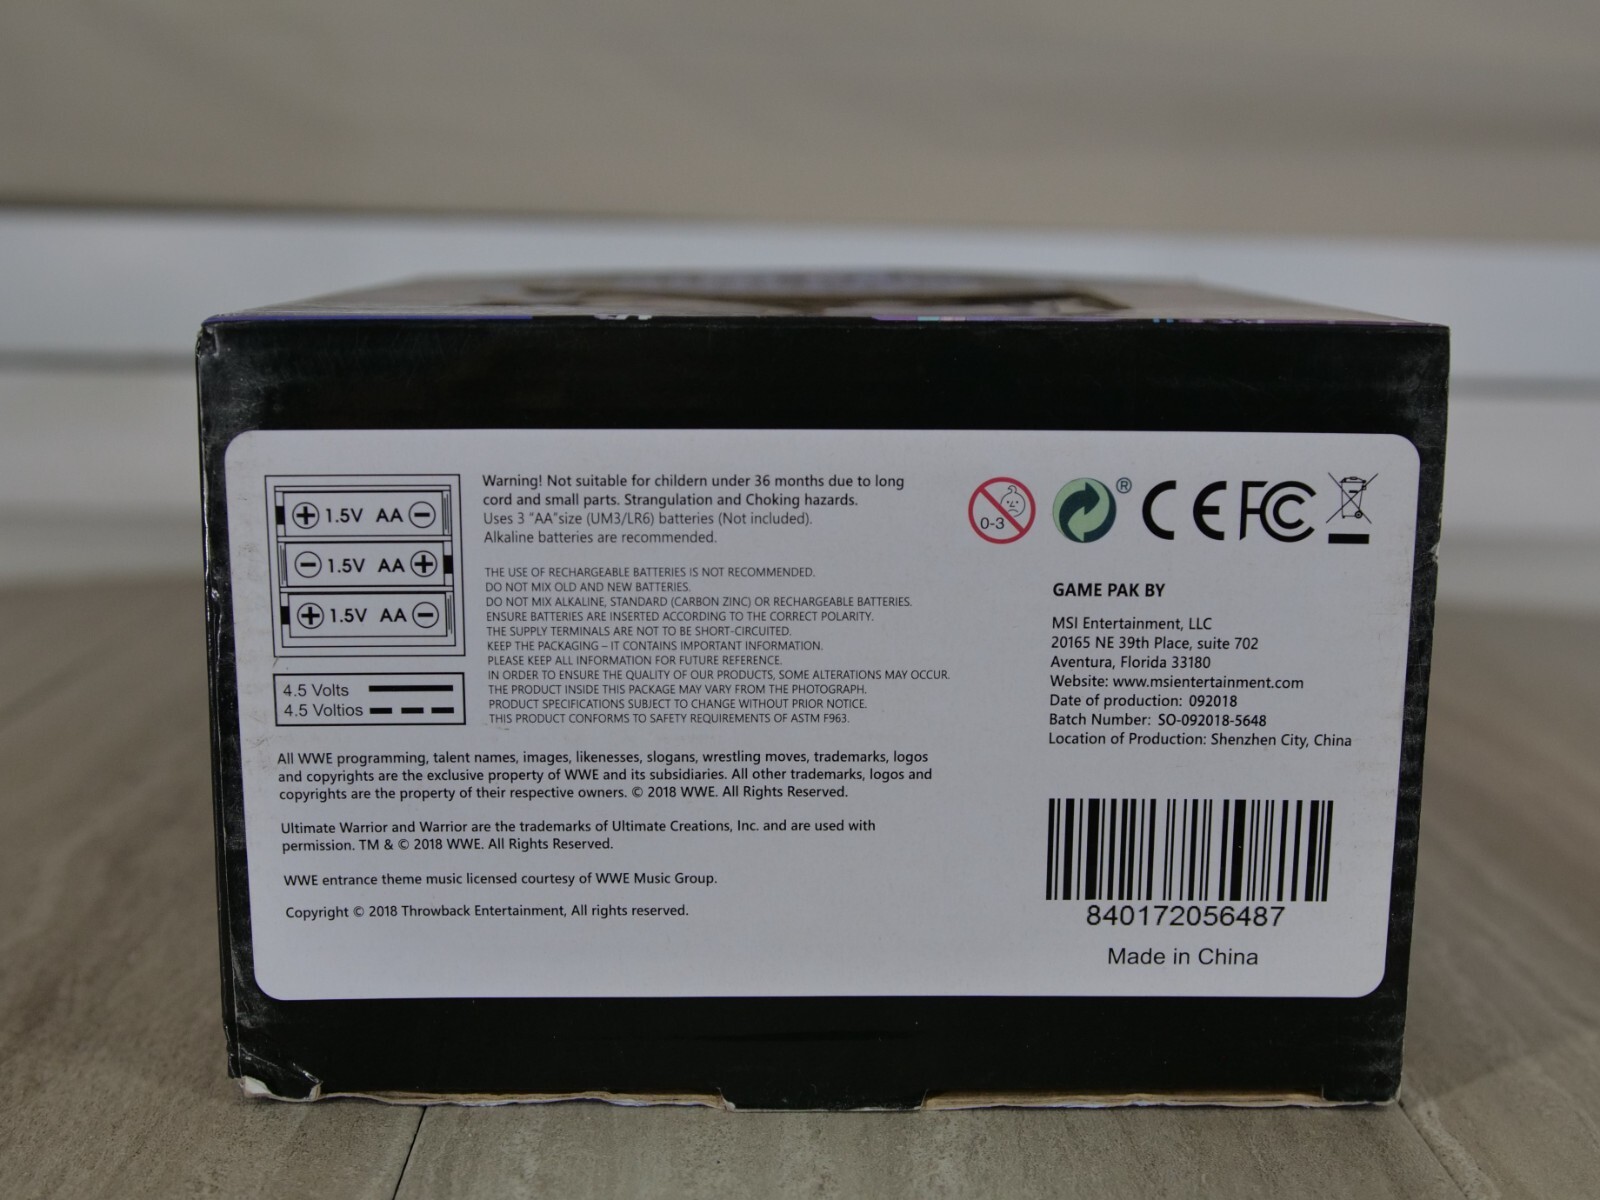 + 1.5V AA −
− 1.5V AA +
+ 1.5V AA −
4.5 Volts
4.5 Voltios
Warning! Not suitable for childern under 36 months due to long
cord and small parts. Strangulation and Choking hazards.
Uses 3 "AA"size (UM3/LR6) batteries (Not included).
Alkaline batteries are recommended.
THE USE OF RECHARGEABLE BATTERIES IS NOT RECOMMENDED.
DO NOT MIX OLD AND NEW BATTERIES.
DO NOT MIX ALKALINE, STANDARD (CARBON ZINC) OR RECHARGEABLE BATTERIES.
ENSURE BATTERIES ARE INSERTED ACCORDING TO THE CORRECT POLARITY.
THE SUPPLY TERMINALS ARE NOT TO BE SHORT-CIRCUITED.
KEEP THE PACKAGING – IT CONTAINS IMPORTANT INFORMATION.
PLEASE KEEP ALL INFORMATION FOR FUTURE REFERENCE.
IN ORDER TO ENSURE THE QUALITY OF OUR PRODUCTS, SOME ALTERATIONS MAY OCCUR.
THE PRODUCT INSIDE THIS PACKAGE MAY VARY FROM THE PHOTOGRAPH.
PRODUCT SPECIFICATIONS SUBJECT TO CHANGE WITHOUT PRIOR NOTICE.
THIS PRODUCT CONFORMS TO SAFETY REQUIREMENTS OF ASTM F963.
All WWE programming, talent names, images, likenesses, slogans, wrestling moves, trademarks, logos
and copyrights are the exclusive property of WWE and its subsidiaries. All other trademarks, logos and
copyrights are the property of their respective owners. © 2018 WWE. All Rights Reserved.
Ultimate Warrior and Warrior are the trademarks of Ultimate Creations, Inc. and are used with
permission. TM & © 2018 WWE. All Rights Reserved.
WWE entrance theme music licensed courtesy of WWE Music Group.
Copyright © 2018 Throwback Entertainment, All rights reserved.
0-3 ® CE FC
GAME PAK BY
MSI Entertainment, LLC
20165 NE 39th Place, suite 702
Aventura, Florida 33180
Website: www.msientertainment.com
Date of production: 092018
Batch Number: SO-092018-5648
Location of Production: Shenzhen City, China
840172056487
Made in China